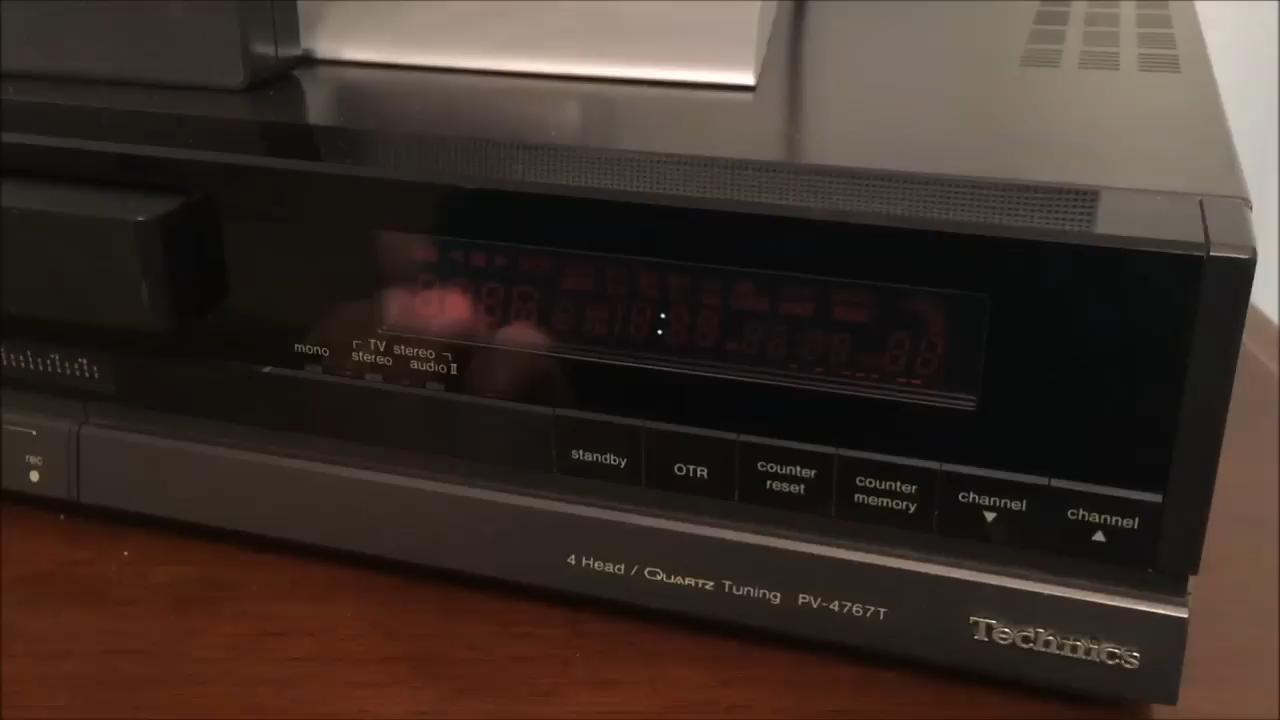 mono
TV stereo
stereo audio II
rec
standby
OTR
counter
reset
counter
memory
channel
▼
channel
▲
4 Head / QUARTZ Tuning PV-4767T
Technics